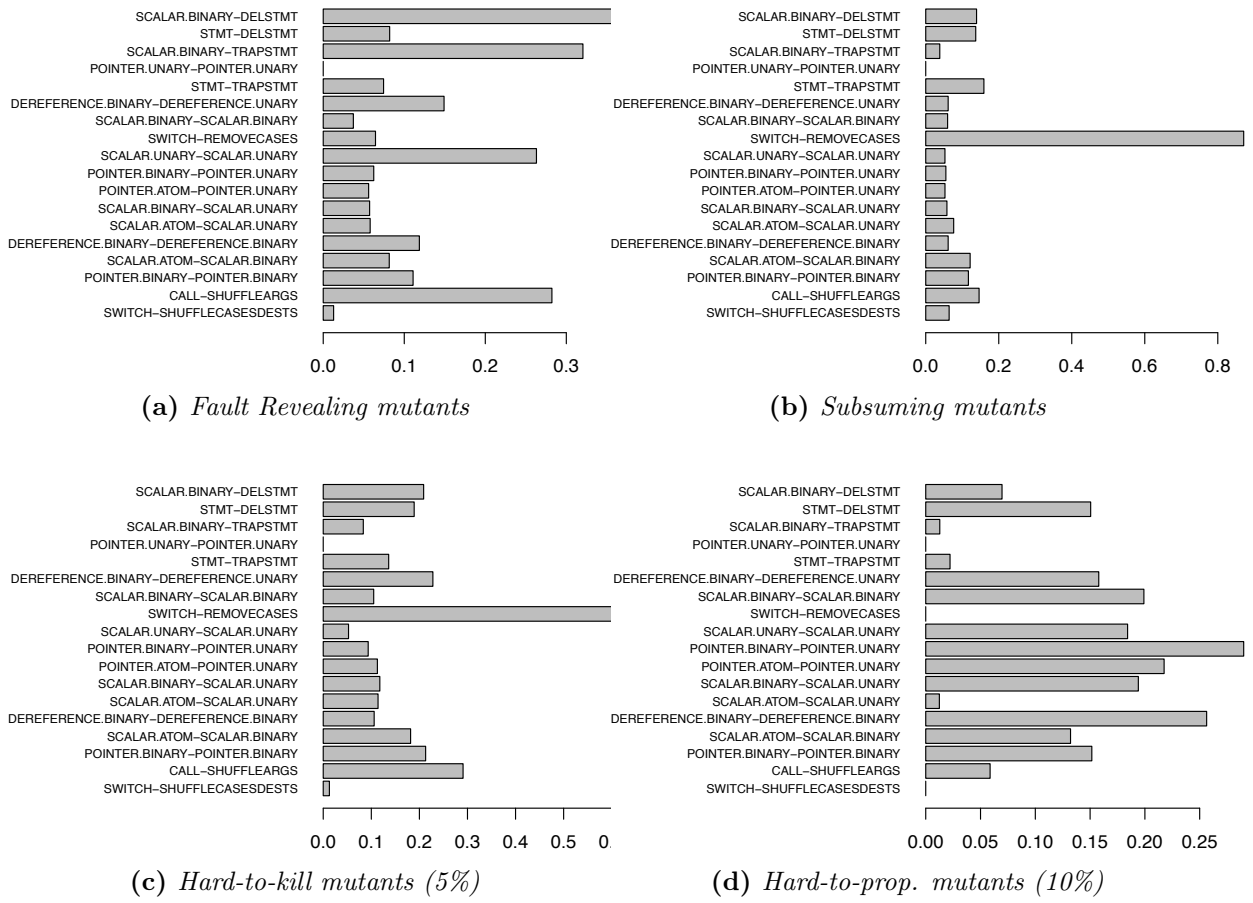 SCALAR.BINARY−DELSTMT
STMT−DELSTMT
SCALAR.BINARY−TRAPSTMT
POINTER.UNARY−POINTER.UNARY
STMT−TRAPSTMT
DEREFERENCE.BINARY−DEREFERENCE.UNARY
SCALAR.BINARY−SCALAR.BINARY
SWITCH−REMOVECASES
SCALAR.UNARY−SCALAR.UNARY
POINTER.BINARY−POINTER.UNARY
POINTER.ATOM−POINTER.UNARY
SCALAR.BINARY−SCALAR.UNARY
SCALAR.ATOM−SCALAR.UNARY
DEREFERENCE.BINARY−DEREFERENCE.BINARY
SCALAR.ATOM−SCALAR.BINARY
POINTER.BINARY−POINTER.BINARY
CALL−SHUFFLEARGS
SWITCH−SHUFFLECASESDESTS
0.0 0.1 0.2 0.3
(a) Fault Revealing mutants
SCALAR.BINARY−DELSTMT
STMT−DELSTMT
SCALAR.BINARY−TRAPSTMT
POINTER.UNARY−POINTER.UNARY
STMT−TRAPSTMT
DEREFERENCE.BINARY−DEREFERENCE.UNARY
SCALAR.BINARY−SCALAR.BINARY
SWITCH−REMOVECASES
SCALAR.UNARY−SCALAR.UNARY
POINTER.BINARY−POINTER.UNARY
POINTER.ATOM−POINTER.UNARY
SCALAR.BINARY−SCALAR.UNARY
SCALAR.ATOM−SCALAR.UNARY
DEREFERENCE.BINARY−DEREFERENCE.BINARY
SCALAR.ATOM−SCALAR.BINARY
POINTER.BINARY−POINTER.BINARY
CALL−SHUFFLEARGS
SWITCH−SHUFFLECASESDESTS
0.0 0.2 0.4 0.6 0.8
(b) Subsuming mutants
SCALAR.BINARY−DELSTMT
STMT−DELSTMT
SCALAR.BINARY−TRAPSTMT
POINTER.UNARY−POINTER.UNARY
STMT−TRAPSTMT
DEREFERENCE.BINARY−DEREFERENCE.UNARY
SCALAR.BINARY−SCALAR.BINARY
SWITCH−REMOVECASES
SCALAR.UNARY−SCALAR.UNARY
POINTER.BINARY−POINTER.UNARY
POINTER.ATOM−POINTER.UNARY
SCALAR.BINARY−SCALAR.UNARY
SCALAR.ATOM−SCALAR.UNARY
DEREFERENCE.BINARY−DEREFERENCE.BINARY
SCALAR.ATOM−SCALAR.BINARY
POINTER.BINARY−POINTER.BINARY
CALL−SHUFFLEARGS
SWITCH−SHUFFLECASESDESTS
0.0 0.1 0.2 0.3 0.4 0.5
(c) Hard-to-kill mutants (5%)
SCALAR.BINARY−DELSTMT
STMT−DELSTMT
SCALAR.BINARY−TRAPSTMT
POINTER.UNARY−POINTER.UNARY
STMT−TRAPSTMT
DEREFERENCE.BINARY−DEREFERENCE.UNARY
SCALAR.BINARY−SCALAR.BINARY
SWITCH−REMOVECASES
SCALAR.UNARY−SCALAR.UNARY
POINTER.BINARY−POINTER.UNARY
POINTER.ATOM−POINTER.UNARY
SCALAR.BINARY−SCALAR.UNARY
SCALAR.ATOM−SCALAR.UNARY
DEREFERENCE.BINARY−DEREFERENCE.BINARY
SCALAR.ATOM−SCALAR.BINARY
POINTER.BINARY−POINTER.BINARY
CALL−SHUFFLEARGS
SWITCH−SHUFFLECASESDESTS
0.00 0.05 0.10 0.15 0.20 0.25
(d) Hard-to-prop. mutants (10%)